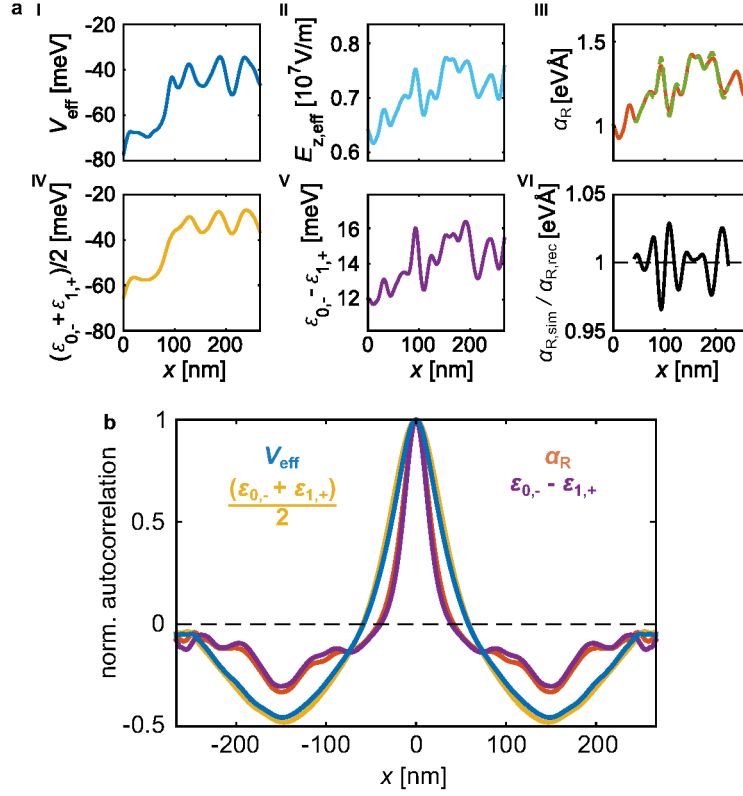 a
I
II
III
-20
-40
-60
-80
V_eff [meV]
0.8
0.7
0.6
E_z,eff [10^7 V/m]
1.5
1
α_R [eVÅ]
IV
V
VI
-20
-40
-60
-80
(ε_0,- + ε_1,+)/2 [meV]
0
100
200
x [nm]
16
14
12
ε_0,- - ε_1,+ [meV]
0
100
200
x [nm]
1.05
1
0.95
α_R,sim / α_R,rec [eVÅ]
0
100
200
x [nm]
b
1
0.5
0
-0.5
norm. autocorrelation
V_eff
(ε_0,- + ε_1,+)
2
α_R
ε_0,- - ε_1,+
-200
-100
0
100
200
x [nm]